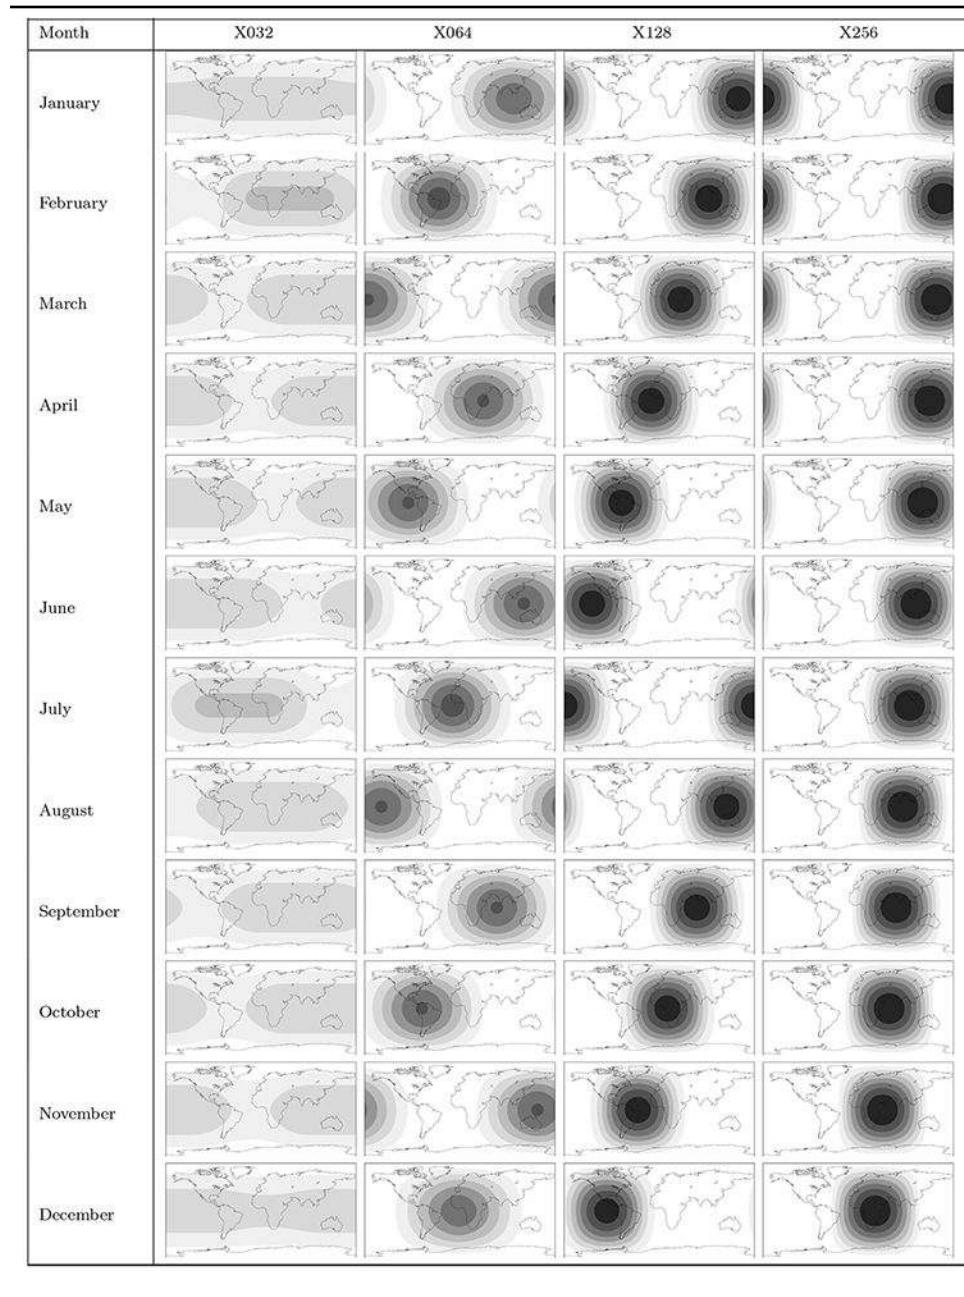 Month X032 X064 X128 X256
January
February
March
April
May
June
July
August
September
October
November
December